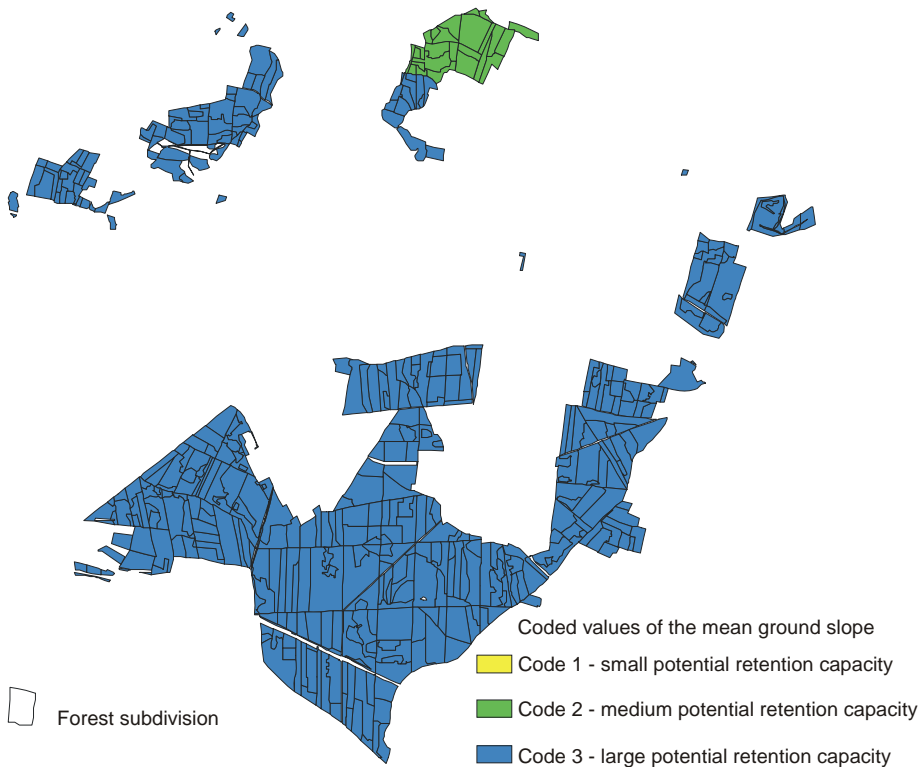 Coded values of the mean ground slope
Code 1 - small potential retention capacity
Code 2 - medium potential retention capacity
Code 3 - large potential retention capacity
Forest subdivision